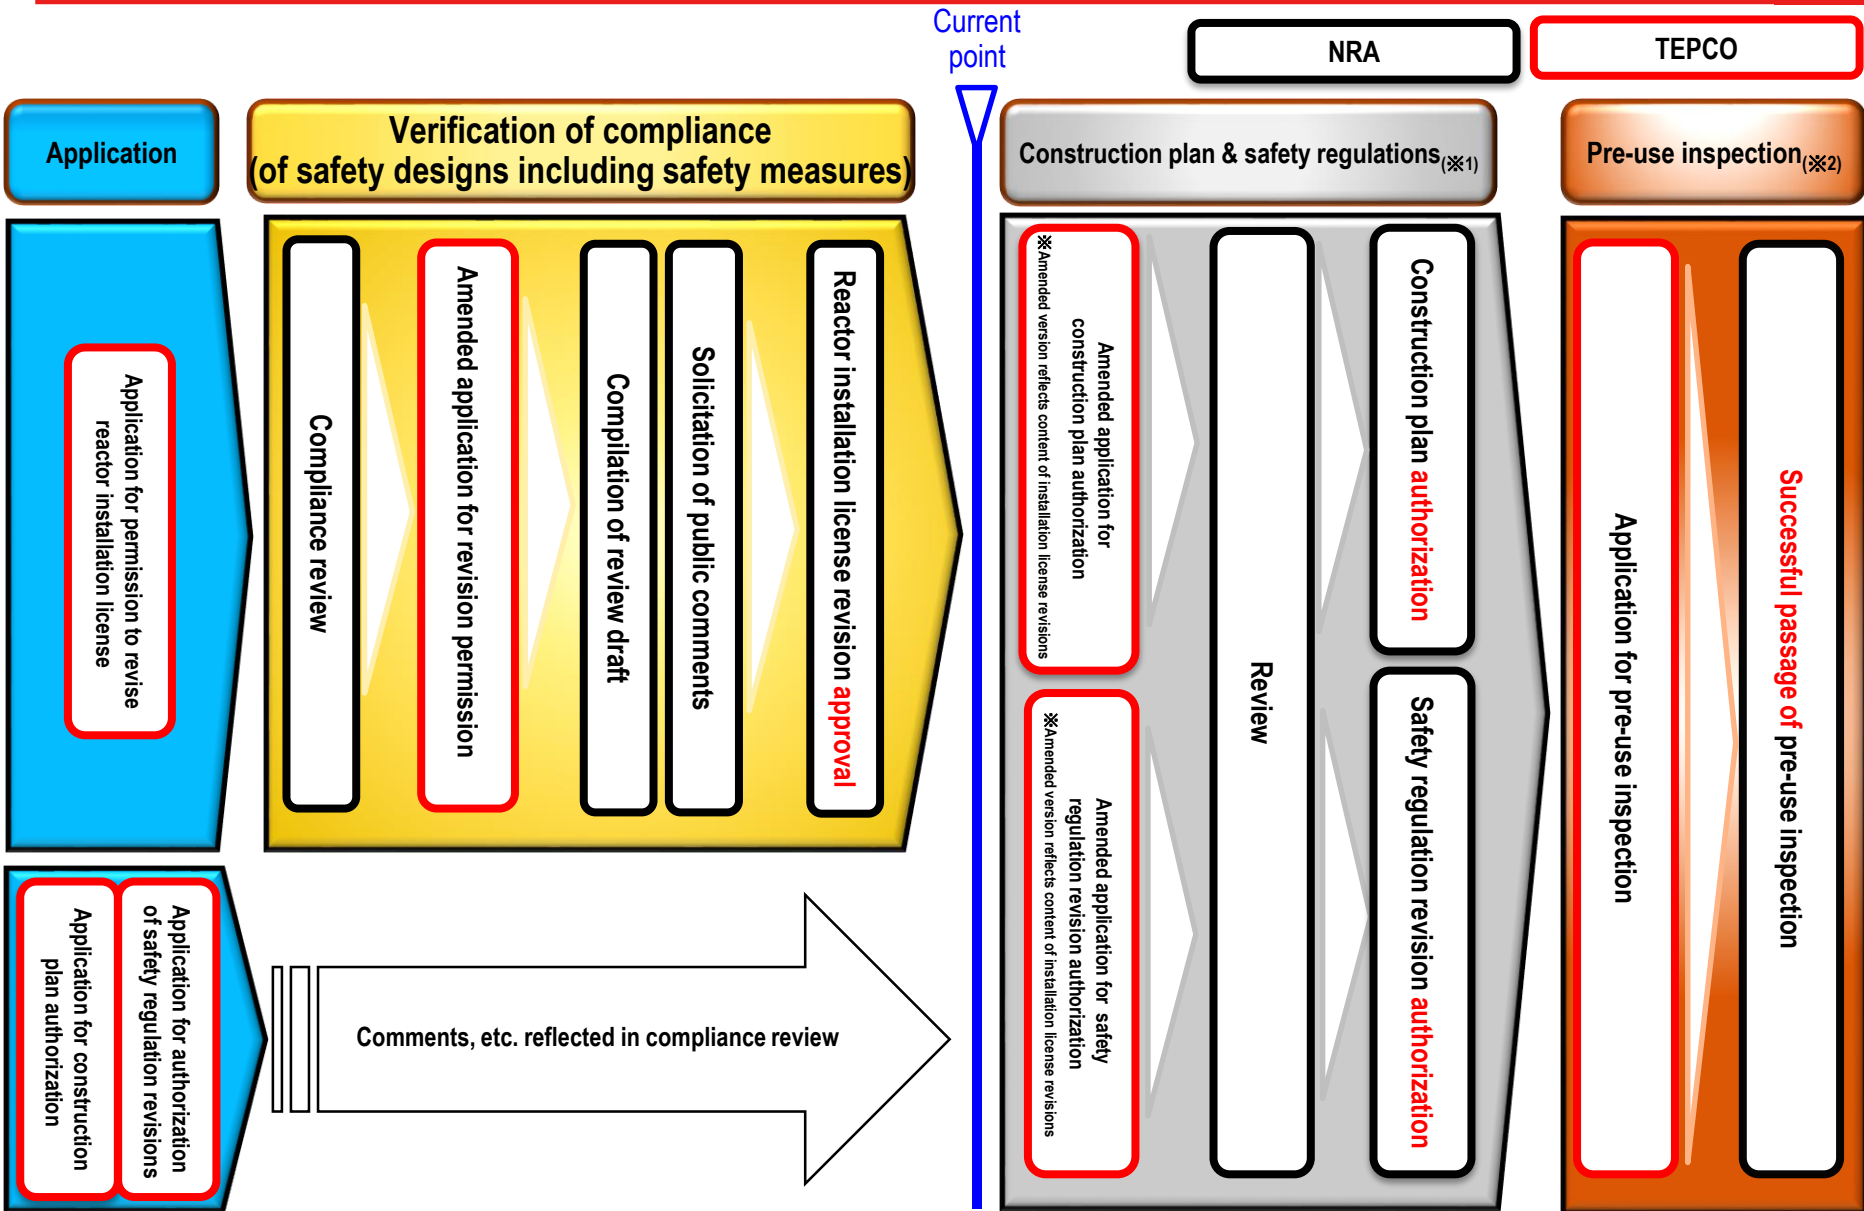 Current
point
NRA
TEPCO
Application
Verification of compliance
(of safety designs including safety measures)
Construction plan & safety regulations(※1)
Pre-use inspection(※2)
Application for permission to revise
reactor installation license
Compliance review
Amended application for revision permission
Compilation of review draft
Solicitation of public comments
Reactor installation license revision approval
Amended application for
construction plan authorization
※Amended version reflects content of installation license revisions
Amended application for safety
regulation revision authorization
※Amended version reflects content of installation license revisions
Review
Construction plan authorization
Safety regulation revision authorization
Application for pre-use inspection
Successful passage of pre-use inspection
Application for authorization
of safety regulation revisions
Application for construction
plan authorization
Comments, etc. reflected in compliance review